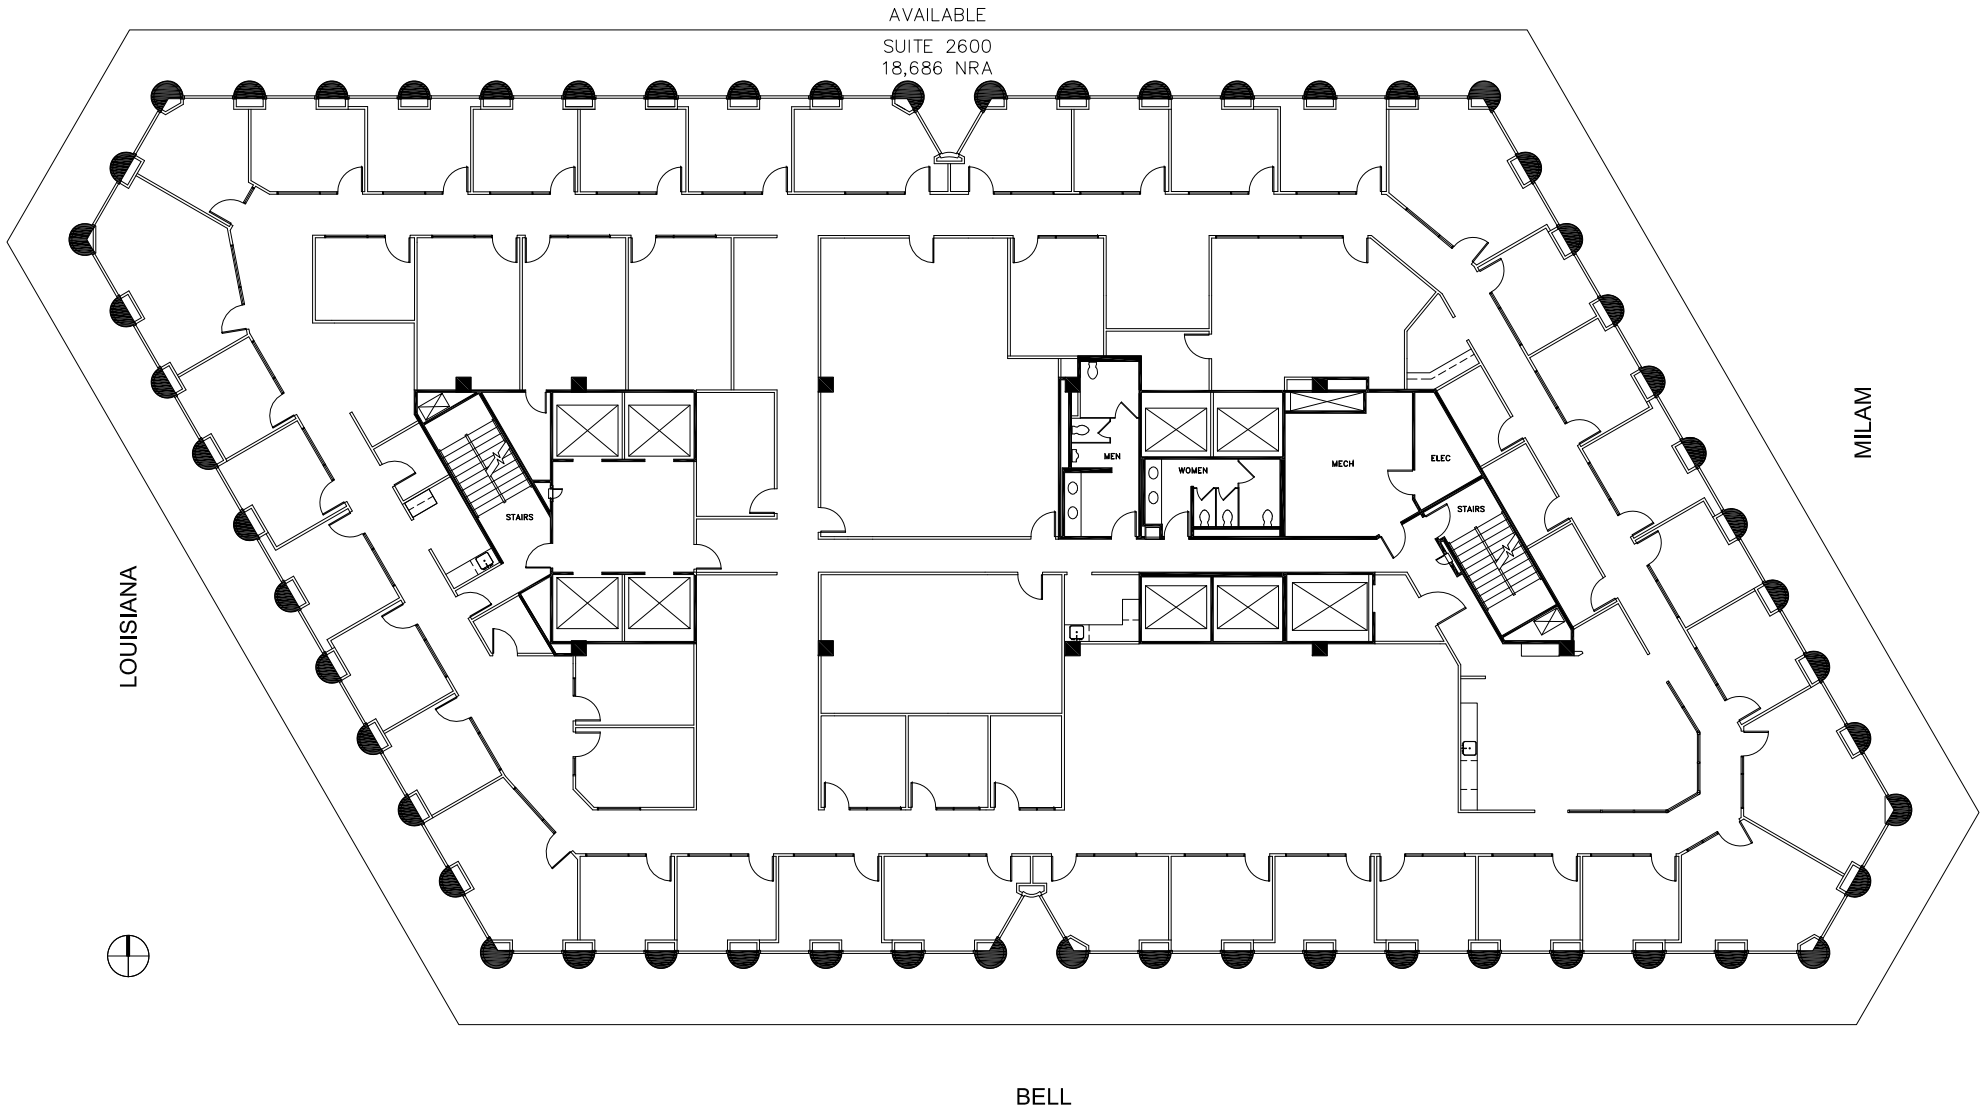 AVAILABLE
SUITE 2600
18,686 NRA
MILAM
MEN
WOMEN
MECH
ELEC
STAIRS
STAIRS
LOUISIANA
BELL